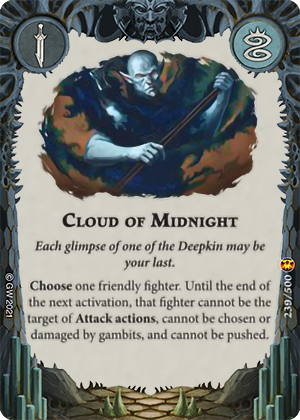 CLOUD OF MIDNIGHT
Each glimpse of one of the Deepkin may be
your last.
Choose one friendly fighter. Until the end of
the next activation, that fighter cannot be the
target of Attack actions, cannot be chosen or
damaged by gambits, and cannot be pushed.
© GW 2021
239/500